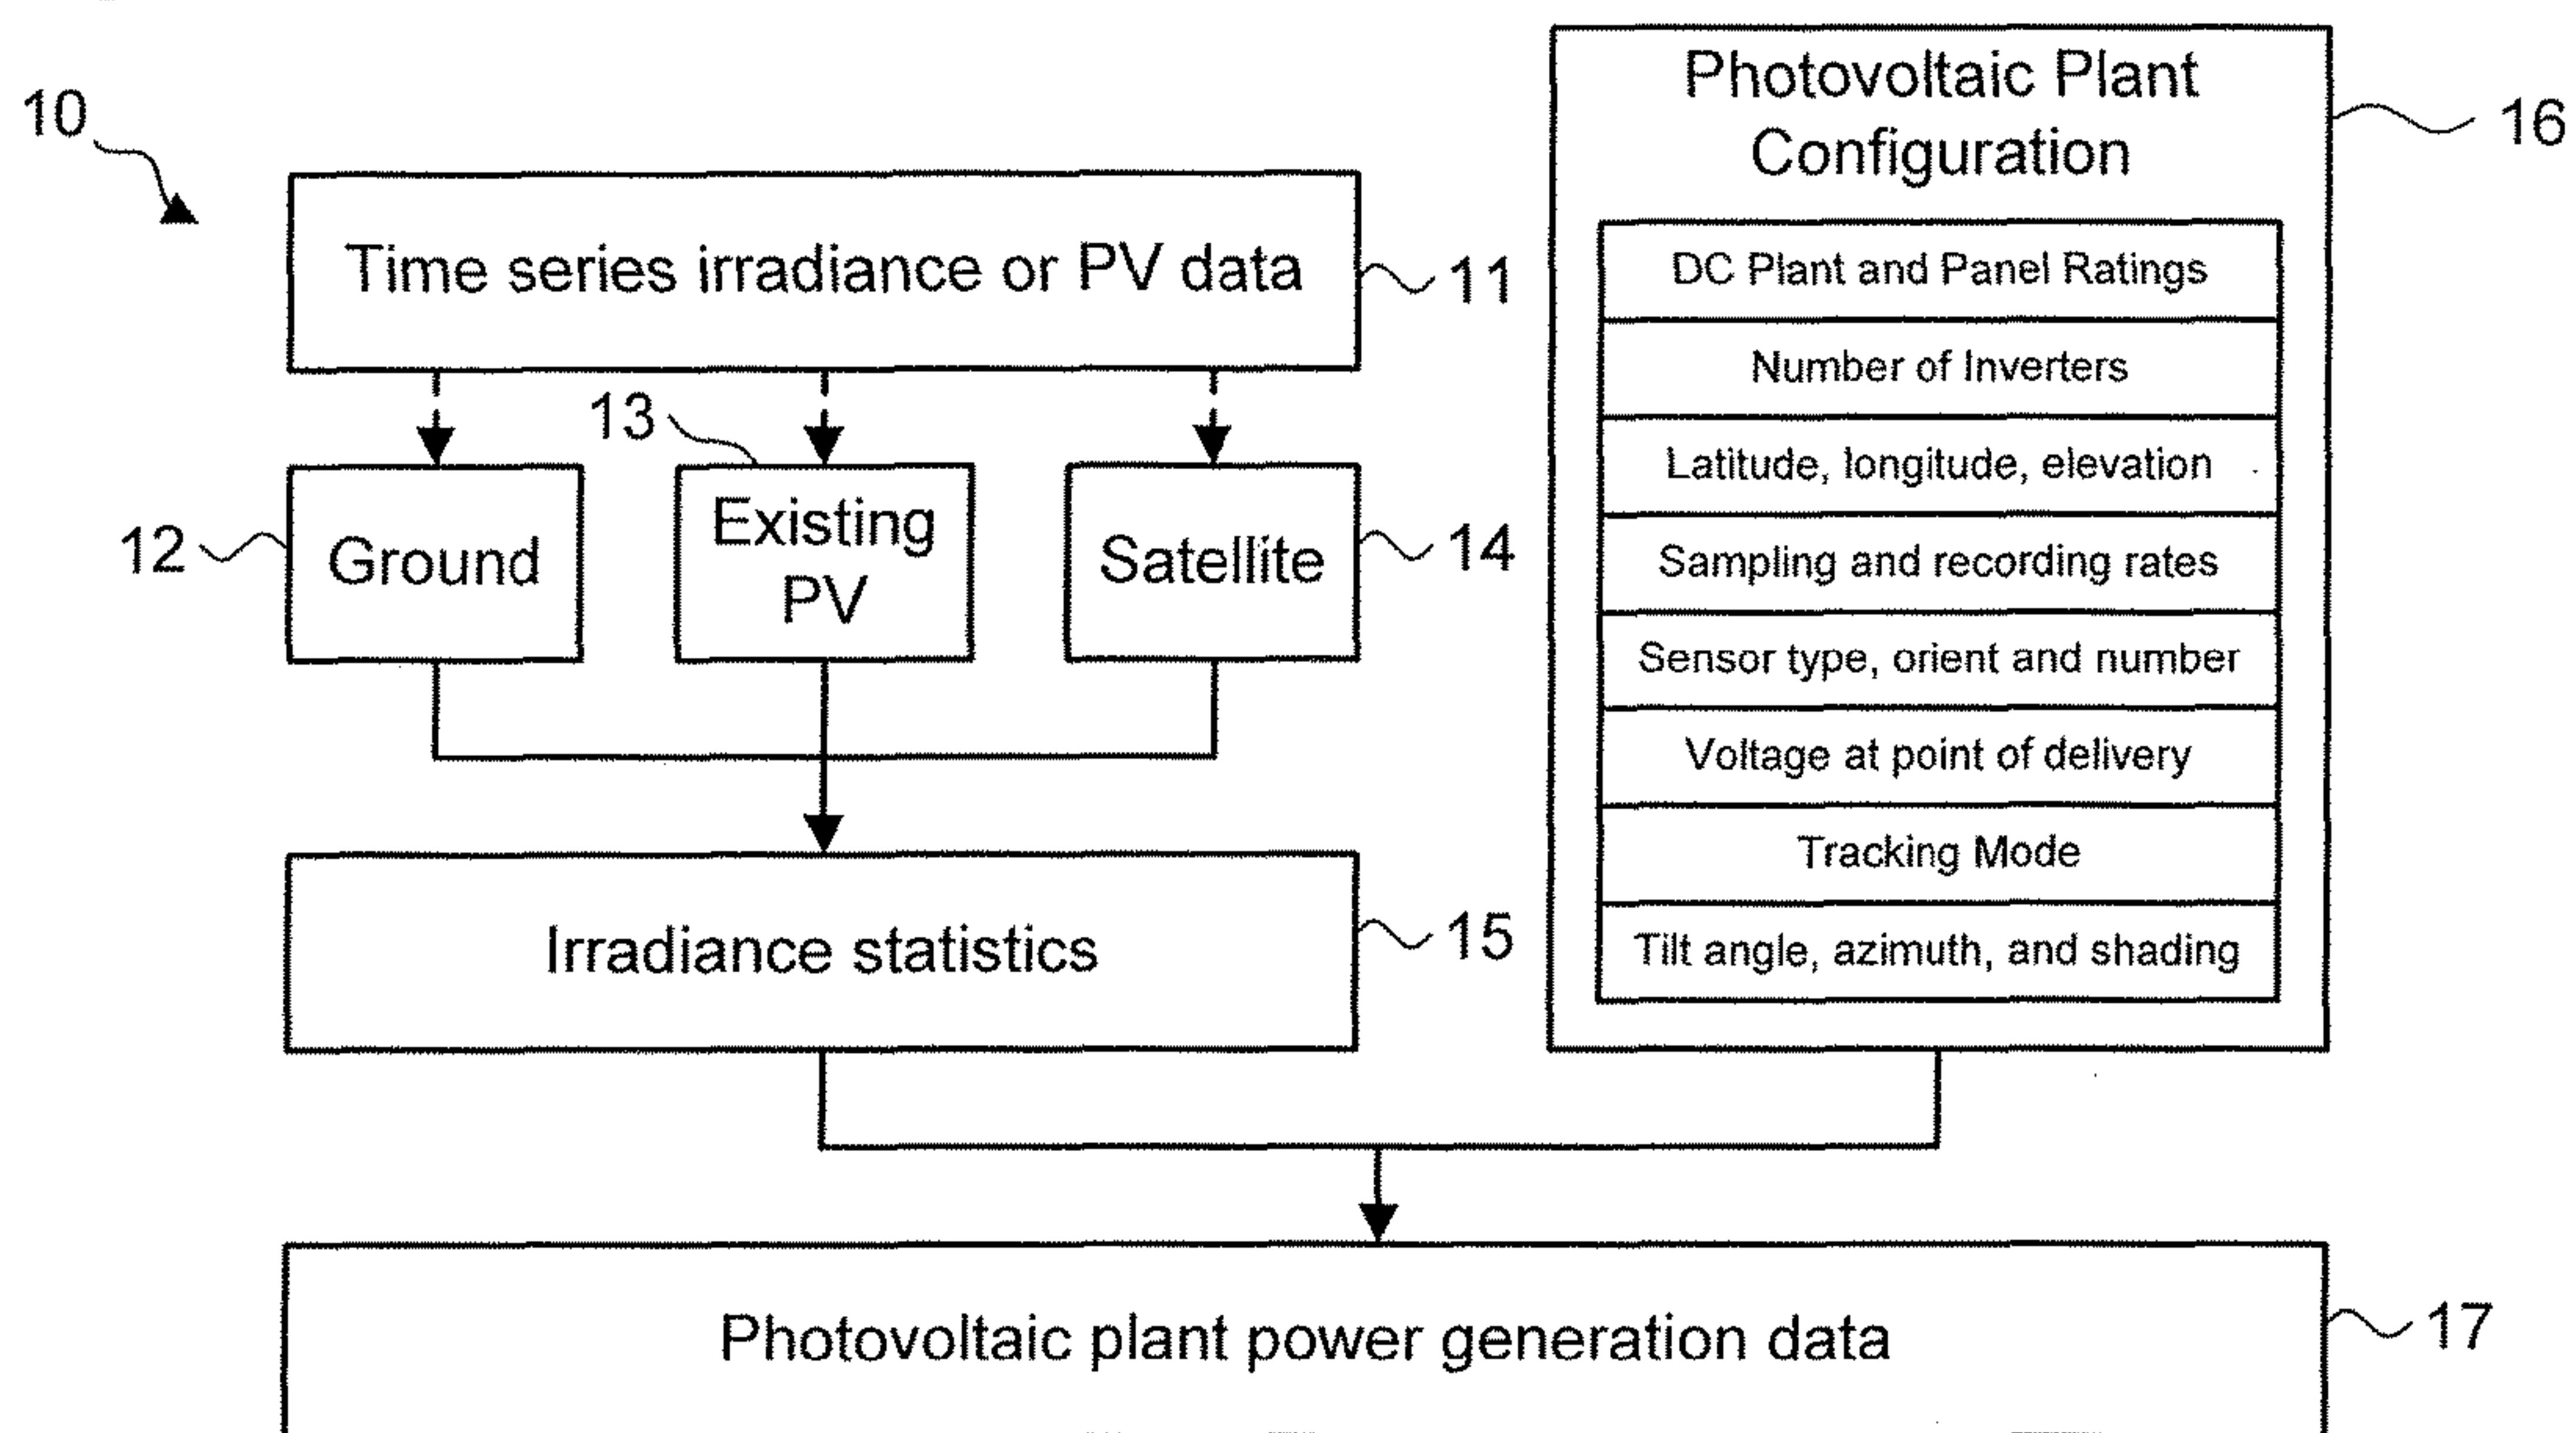 10
Time series irradiance or PV data
11
13
12
Ground
Existing
PV
Satellite
14
Irradiance statistics
15
Photovoltaic Plant
Configuration
16
DC Plant and Panel Ratings
Number of Inverters
Latitude, longitude, elevation
Sampling and recording rates
Sensor type, orient and number
Voltage at point of delivery
Tracking Mode
Tilt angle, azimuth, and shading
Photovoltaic plant power generation data
17